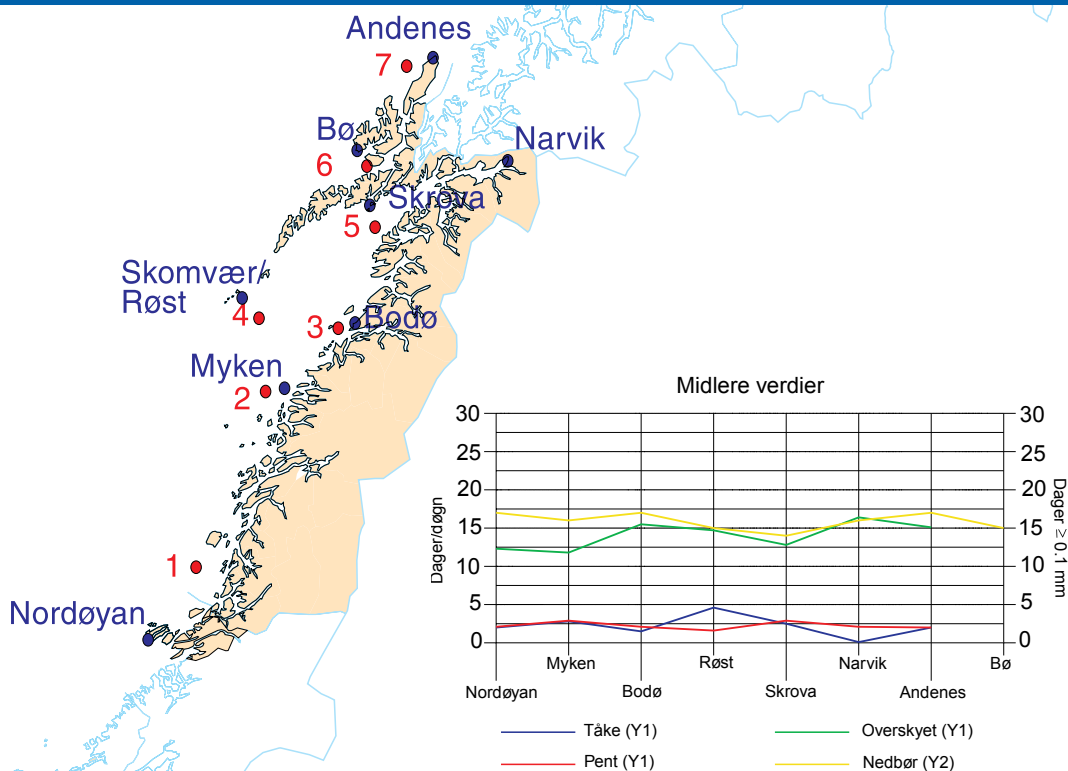 Andenes
7
Bø
Narvik
6
Skrova
5
Skomvær/
Røst
4
3
Bodø
Myken
2
1
Nordøyan
Midlere verdier
30
30
25
25
20
20
15
15
10
10
5
5
0
0
Dager/døgn
Dager ≥ 0.1 mm
Myken
Røst
Narvik
Bø
Nordøyan
Bodø
Skrova
Andenes
Tåke (Y1)
Overskyet (Y1)
Pent (Y1)
Nedbør (Y2)